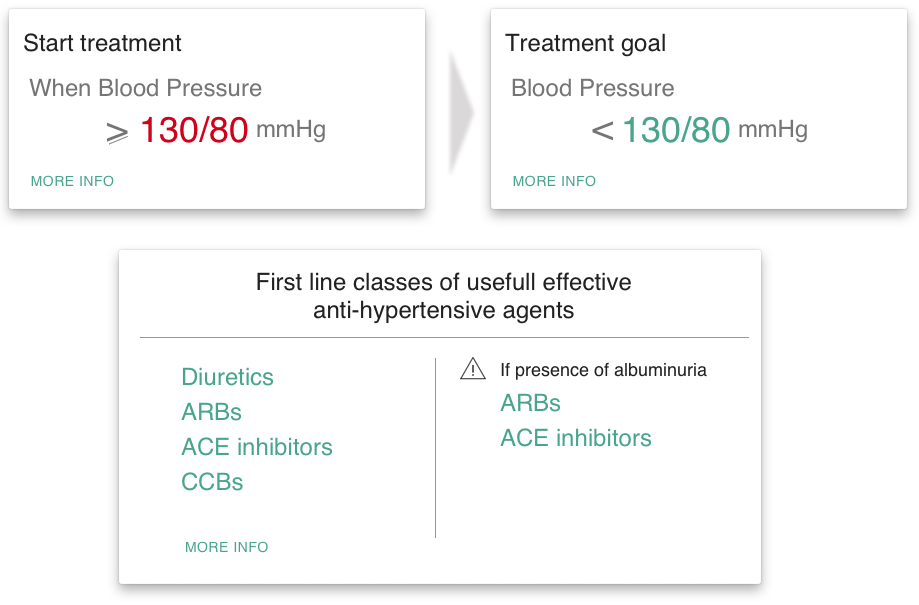 Start treatment
When Blood Pressure
⩾ 130/80 mmHg
MORE INFO
Treatment goal
Blood Pressure
< 130/80 mmHg
MORE INFO
First line classes of usefull effective
anti-hypertensive agents
Diuretics
ARBs
ACE inhibitors
CCBs
MORE INFO
If presence of albuminuria
ARBs
ACE inhibitors